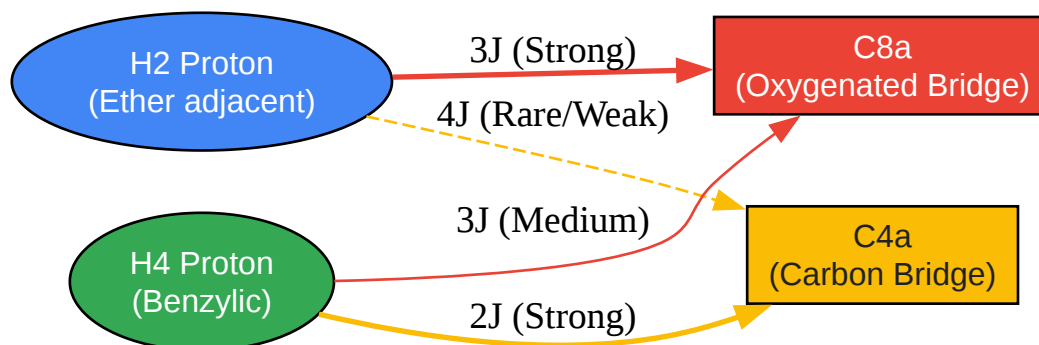 H2 Proton
(Ether adjacent)
3J (Strong)
C8a
(Oxygenated Bridge)
4J (Rare/Weak)
H4 Proton
(Benzylic)
3J (Medium)
C4a
(Carbon Bridge)
2J (Strong)